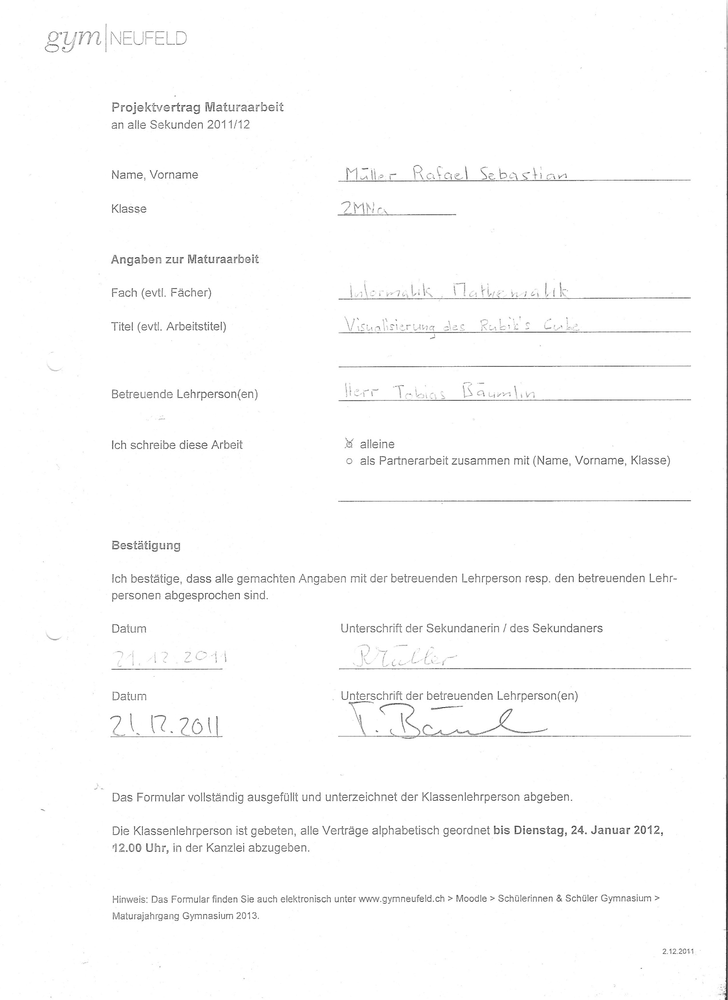 gym|NEUFELD
Projektvertrag Maturaarbeit
an alle Sekunden 2011/12
Name, Vorname Müller Rafael Sebastian
Klasse 2MNa
Angaben zur Maturaarbeit
Fach (evtl. Fächer) Informatik, Mathematik
Titel (evtl. Arbeitstitel) Visualisierung des Rubik's Cube
Betreuende Lehrperson(en) Herr Tobias Bäumlin
Ich schreibe diese Arbeit alleine
als Partnerarbeit zusammen mit (Name, Vorname, Klasse)
Bestätigung
Ich bestätige, dass alle gemachten Angaben mit der betreuenden Lehrperson resp. den betreuenden Lehr-
personen abgesprochen sind.
Datum Unterschrift der Sekundanerin / des Sekundaners
21.12.2011 RMüller
Datum Unterschrift der betreuenden Lehrperson(en)
21.12.2011 T. Bäuml
Das Formular vollständig ausgefüllt und unterzeichnet der Klassenlehrperson abgeben.
Die Klassenlehrperson ist gebeten, alle Verträge alphabetisch geordnet bis Dienstag, 24. Januar 2012,
12.00 Uhr, in der Kanzlei abzugeben.
Hinweis: Das Formular finden Sie auch elektronisch unter www.gymneufeld.ch > Moodle > Schülerinnen & Schüler Gymnasium >
Maturajahrgang Gymnasium 2013.
2.12.2011